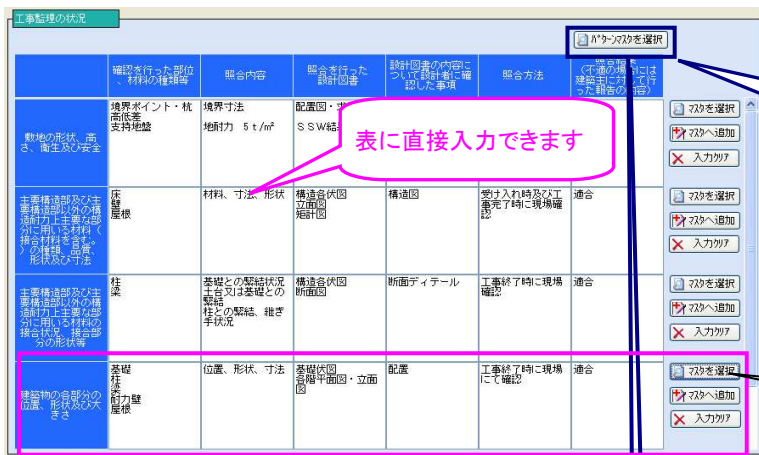 工事監理の状況
ﾊﾟﾀｰﾝﾏｽｸを選択
確認を行った部位
、材料の種類等
照合内容
照合を行った
設計図書
設計図書の内容に
ついて設計者に確
認した事項
照合方法
(不適の場合には
建築主に対して行
った報告の内容)
敷地の形状、高
さ、衛生及び安全
境界ポイント・杭
高低差
支持地盤
境界寸法
地耐力 5ｔ/㎡
配置図・
ＳＳＷ結
表に直接入力できます
ﾏｽﾀを選択
ﾏｽﾀへ追加
入力ｸﾘｱ
主要構造部及び主
要構造部以外の構
造耐力上主要な部
分に用いる材料（
接合材料を含む。
）の種類、品質、
形状及び寸法
床
壁
屋根
材料、寸法、形状
構造各伏図
立面図
矩計図
構造図
受け入れ時及び工
事完了時に現場確
認
適合
ﾏｽﾀを選択
ﾏｽﾀへ追加
入力ｸﾘｱ
主要構造部及び主
要構造部以外の構
造耐力上主要な部
分に用いる材料の
接合状況、接合部
分の形状等
柱
梁
基礎との緊結状況
土台又は基礎との
緊結
柱との緊結、継ぎ
手状況
構造各伏図
断面図
断面ディテール
工事終了時に現場
確認
適合
ﾏｽﾀを選択
ﾏｽﾀへ追加
入力ｸﾘｱ
建築物の各部分の
位置、形状及び大
きさ
基礎
柱
梁
耐力壁
屋根
位置、形状、寸法
基礎伏図
各階平面図・立面
図
配置
工事終了時に現場
にて確認
適合
ﾏｽﾀを選択
ﾏｽﾀへ追加
入力ｸﾘｱ